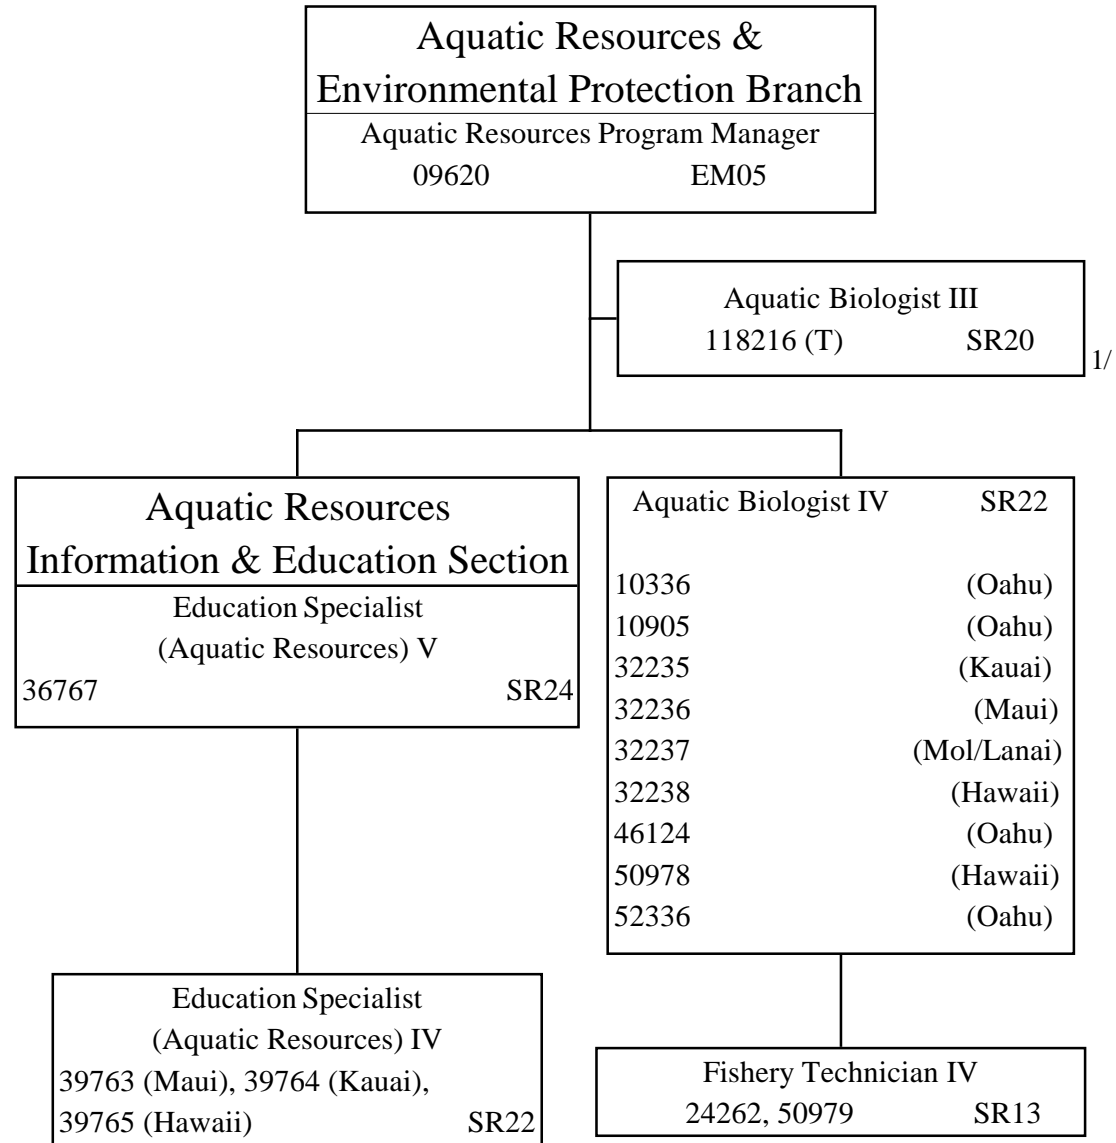 Aquatic Resources &
Environmental Protection Branch
Aquatic Resources Program Manager
09620 EM05
Aquatic Biologist III
118216 (T) SR20
1/
Aquatic Resources
Information & Education Section
Education Specialist
(Aquatic Resources) V
36767 SR24
Aquatic Biologist IV SR22
10336 (Oahu)
10905 (Oahu)
32235 (Kauai)
32236 (Maui)
32237 (Mol/Lanai)
32238 (Hawaii)
46124 (Oahu)
50978 (Hawaii)
52336 (Oahu)
Education Specialist
(Aquatic Resources) IV
39763 (Maui), 39764 (Kauai),
39765 (Hawaii) SR22
Fishery Technician IV
24262, 50979 SR13